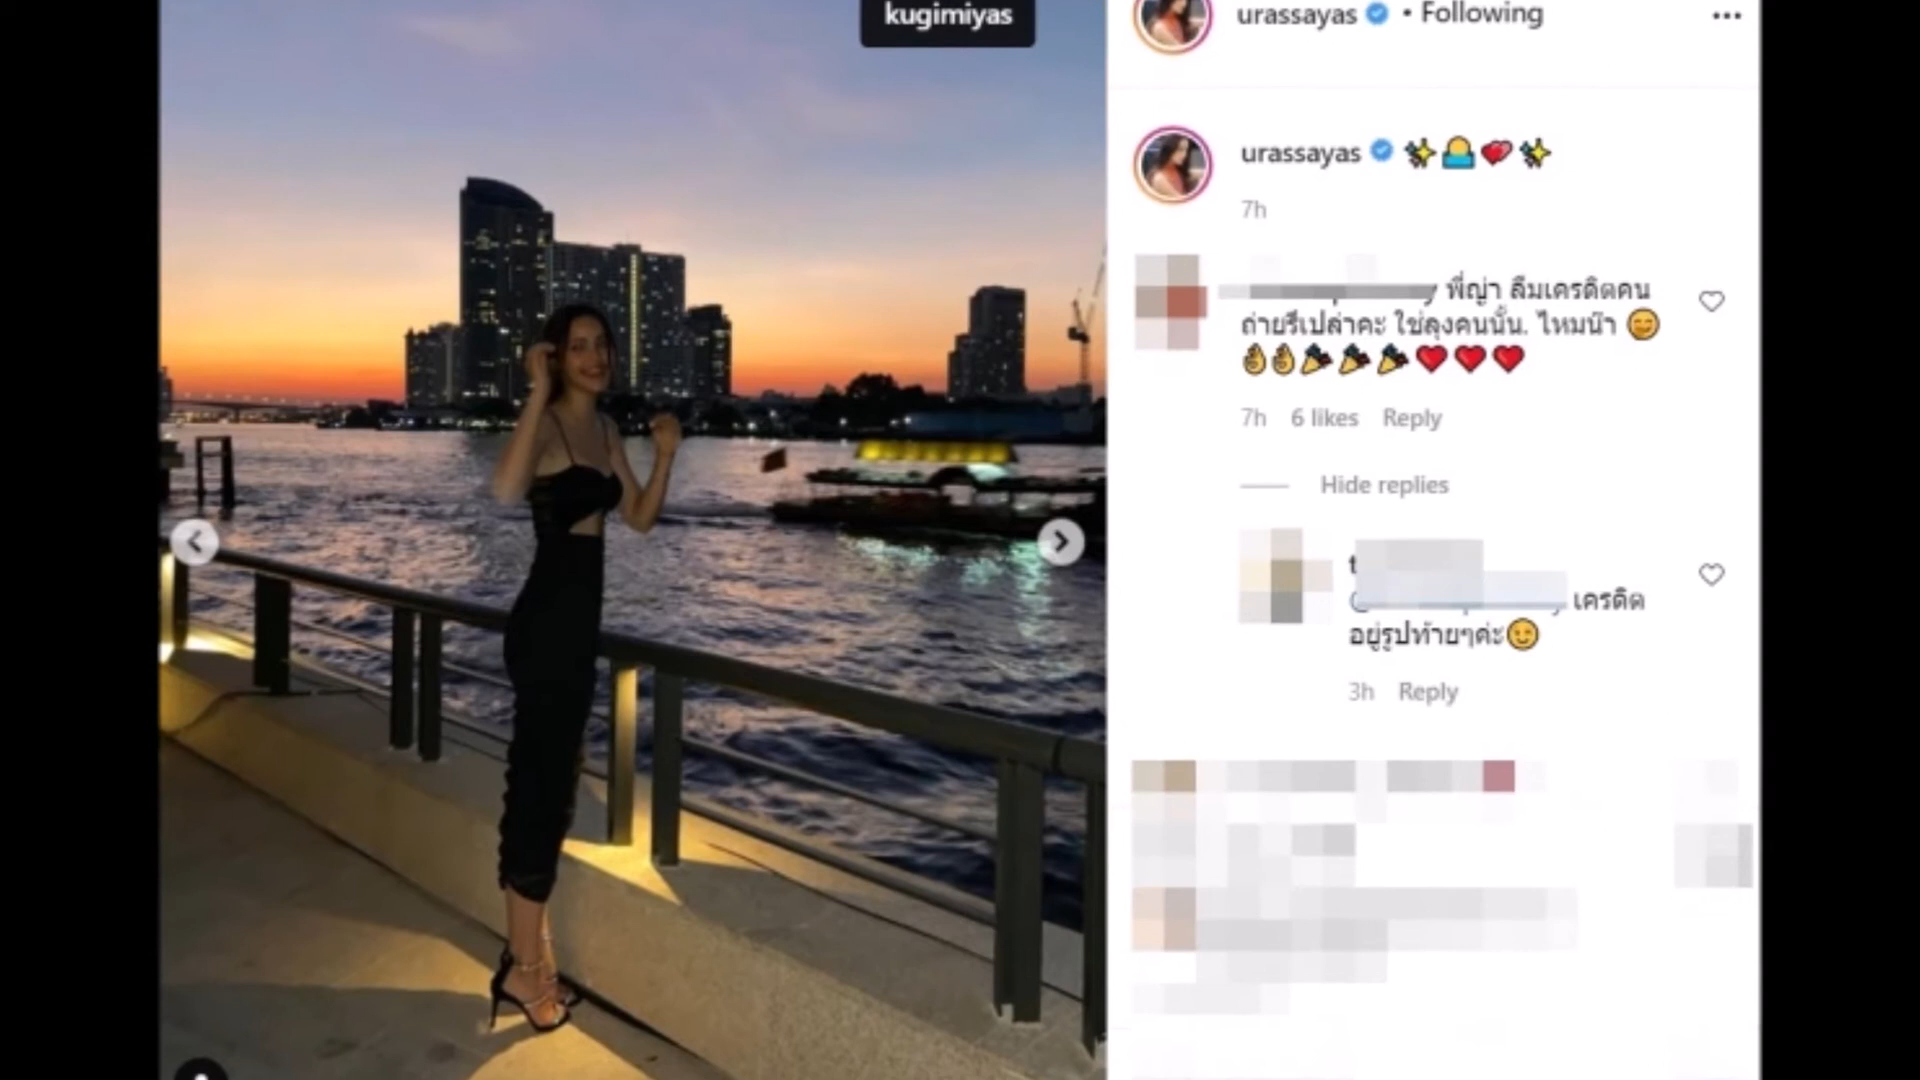 kugimiyas
urassayas • Following
urassayas ✨🌅💕✨
7h
พี่ญ่า ลืมเครดิตคน
ถ่ายรึเปล่าคะ ใช่ลุงคนนั้น. ไหมน๊า 😊
👌👌🎉🎉🎉❤️❤️❤️
7h 6 likes Reply
Hide replies
เครดิต
อยู่รูปท้ายๆค่ะ😉
3h Reply